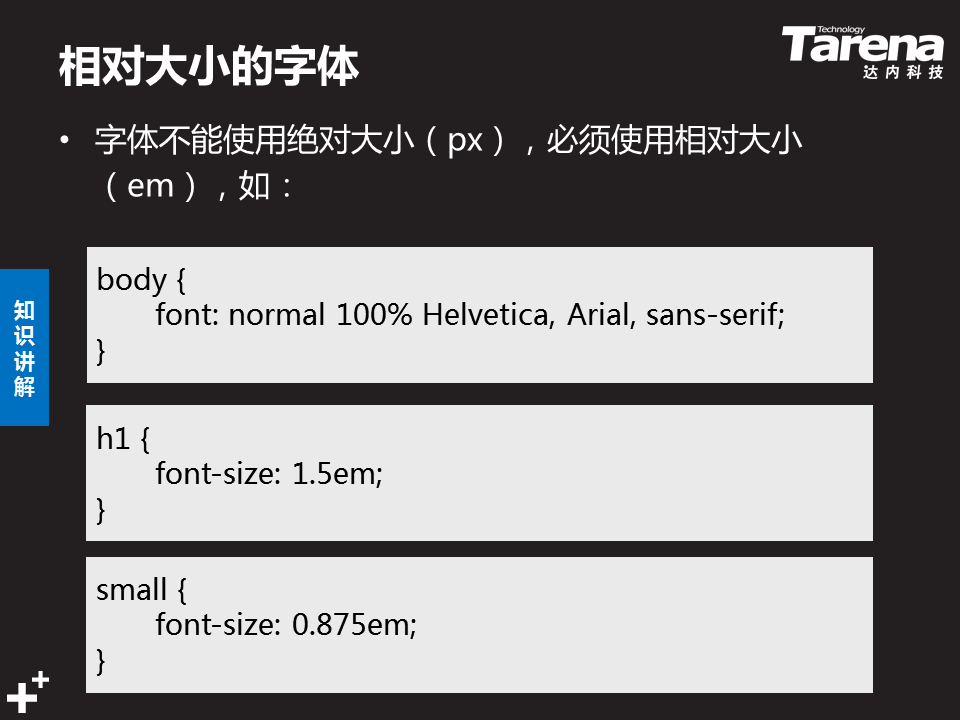 相对大小的字体
Technology
Tarena
达内科技
• 字体不能使用绝对大小（px），必须使用相对大小
（em），如：
知识讲解
body {
font: normal 100% Helvetica, Arial, sans-serif;
}
h1 {
font-size: 1.5em;
}
small {
font-size: 0.875em;
}